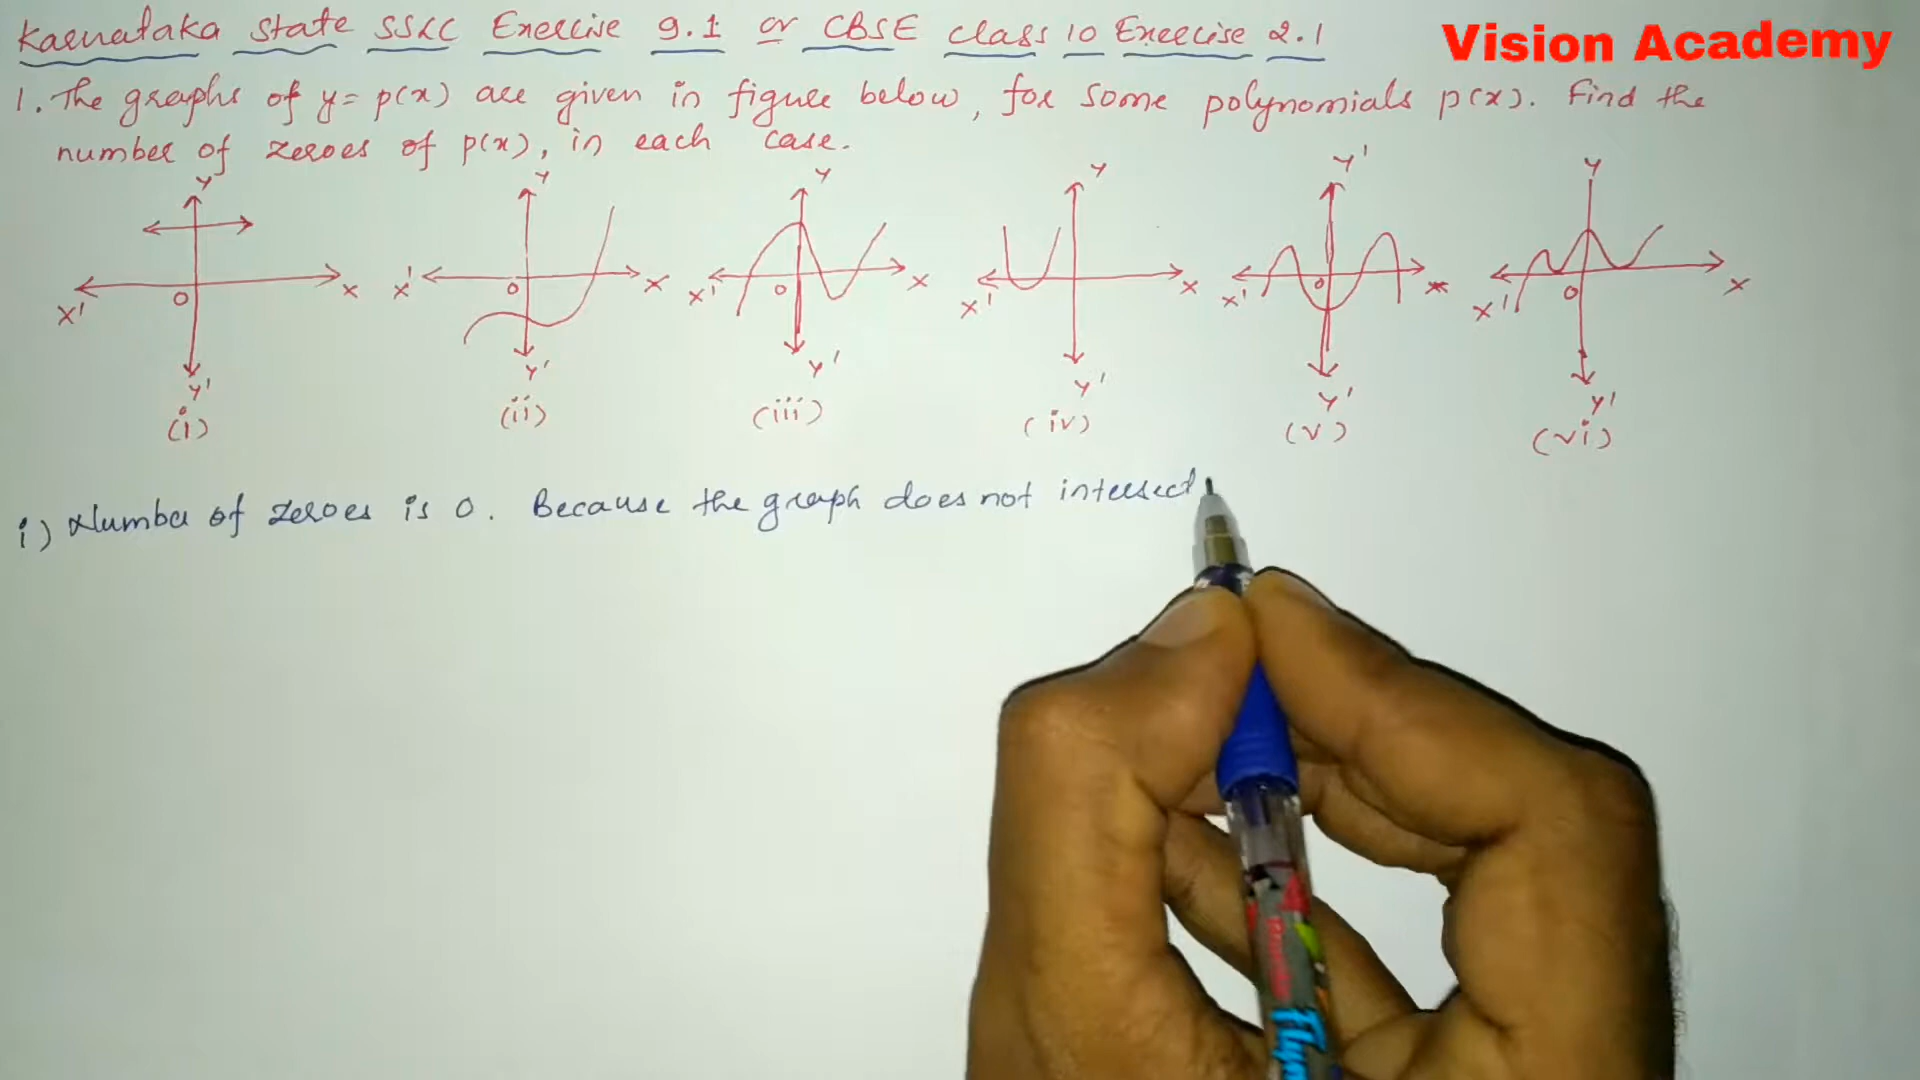 Karnataka State SSLC Exercise 9.1 or CBSE class 10 Exercise 2.1
Vision Academy
1. The graphs of y = p(x) are given in figure below, for some polynomials p(x). Find the
number of zeroes of p(x), in each case.
Y Y Y Y Y' Y
X' O X X' O X X' O X X' X X' O X X' O X
Y' Y' Y' Y' Y' Y'
(i) (ii) (iii) (iv) (v) (vi)
i) Number of zeroes is 0. Because the graph does not intersect